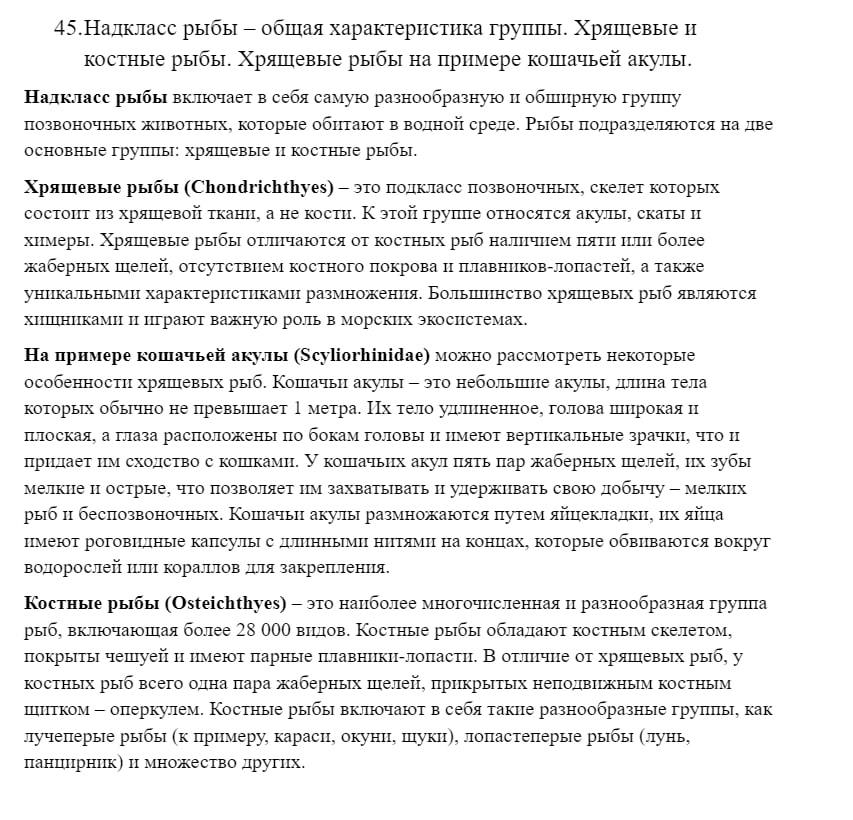 45.Надкласс рыбы – общая характеристика группы. Хрящевые и
костные рыбы. Хрящевые рыбы на примере кошачьей акулы.
Надкласс рыбы включает в себя самую разнообразную и обширную группу
позвоночных животных, которые обитают в водной среде. Рыбы подразделяются на две
основные группы: хрящевые и костные рыбы.
Хрящевые рыбы (Chondrichthyes) – это подкласс позвоночных, скелет которых
состоит из хрящевой ткани, а не кости. К этой группе относятся акулы, скаты и
химеры. Хрящевые рыбы отличаются от костных рыб наличием пяти или более
жаберных щелей, отсутствием костного покрова и плавников-лопастей, а также
уникальными характеристиками размножения. Большинство хрящевых рыб являются
хищниками и играют важную роль в морских экосистемах.
На примере кошачьей акулы (Scyliorhinidae) можно рассмотреть некоторые
особенности хрящевых рыб. Кошачьи акулы – это небольшие акулы, длина тела
которых обычно не превышает 1 метра. Их тело удлиненное, голова широкая и
плоская, а глаза расположены по бокам головы и имеют вертикальные зрачки, что и
придает им сходство с кошками. У кошачьих акул пять пар жаберных щелей, их зубы
мелкие и острые, что позволяет им захватывать и удерживать свою добычу – мелких
рыб и беспозвоночных. Кошачьи акулы размножаются путем яйцекладки, их яйца
имеют роговидные капсулы с длинными нитями на концах, которые обвиваются вокруг
водорослей или кораллов для закрепления.
Костные рыбы (Osteichthyes) – это наиболее многочисленная и разнообразная группа
рыб, включающая более 28 000 видов. Костные рыбы обладают костным скелетом,
покрыты чешуей и имеют парные плавники-лопасти. В отличие от хрящевых рыб, у
костных рыб всего одна пара жаберных щелей, прикрытых неподвижным костным
щитком – оперкулем. Костные рыбы включают в себя такие разнообразные группы, как
лучеперые рыбы (к примеру, караси, окуни, щуки), лопастеперые рыбы (лунь,
панцирник) и множество других.